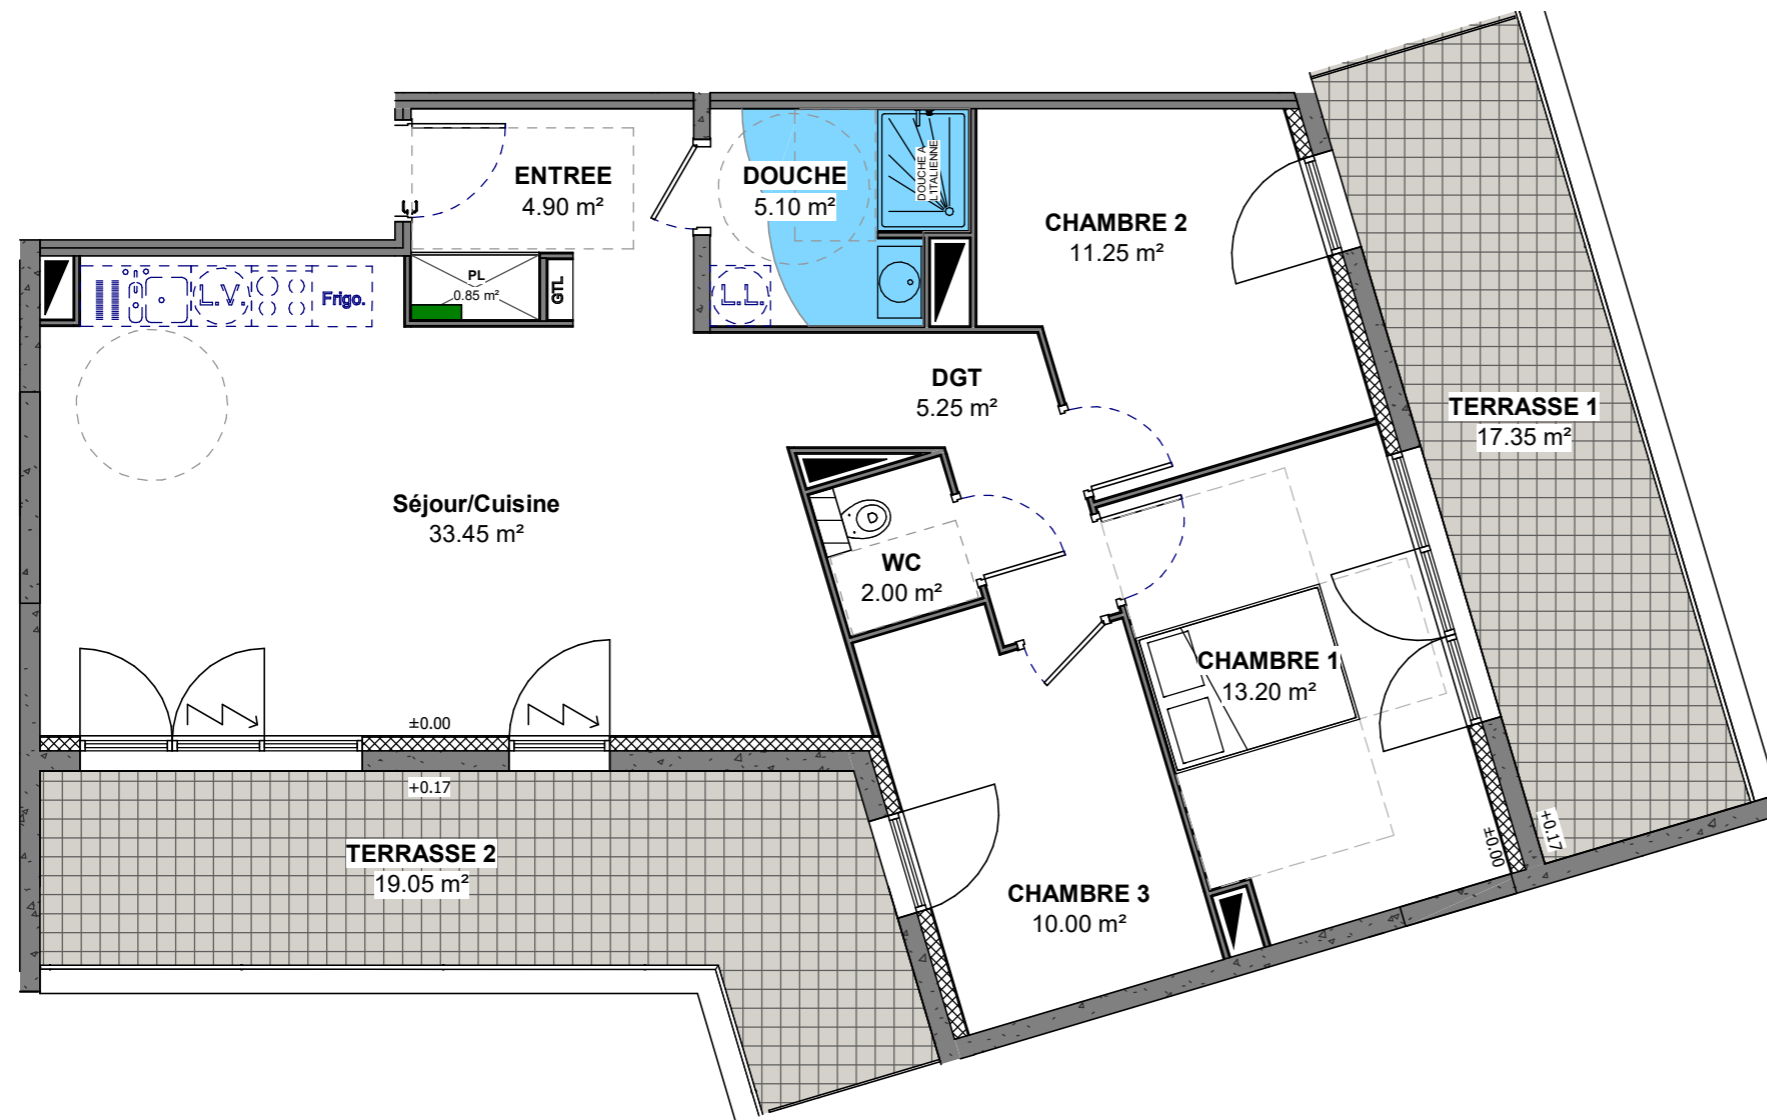 ENTREE
4.90 m²
DOUCHE
5.10 m²
DOUCHE A
L'ITALIENNE
CHAMBRE 2
11.25 m²
L.V.
Frigo.
PL
0.85 m²
GTL
L.L.
DGT
5.25 m²
TERRASSE 1
17.35 m²
Séjour/Cuisine
33.45 m²
WC
2.00 m²
CHAMBRE 1
13.20 m²
±0.00
+0.17
±0.00
+0.17
TERRASSE 2
19.05 m²
CHAMBRE 3
10.00 m²